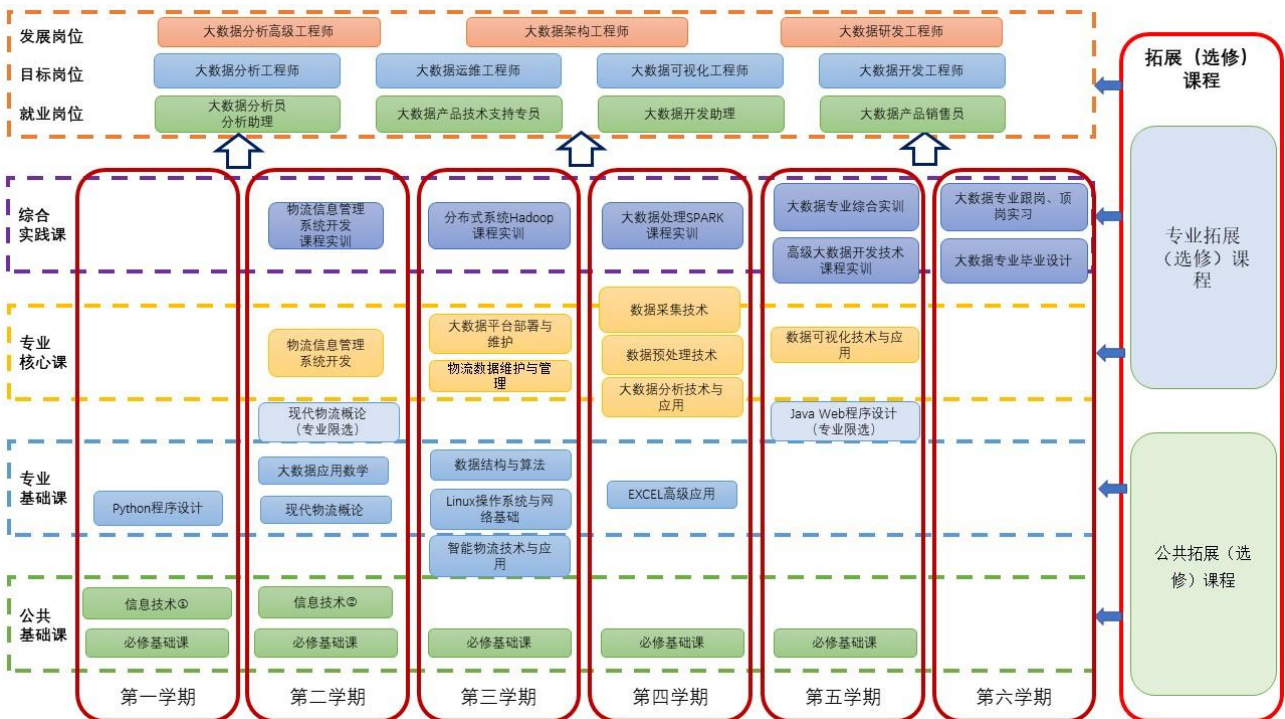 发展岗位
大数据分析高级工程师
大数据架构工程师
大数据研发工程师
目标岗位
大数据分析工程师
大数据运维工程师
大数据可视化工程师
大数据开发工程师
就业岗位
大数据分析员
分析助理
大数据产品技术支持专员
大数据开发助理
大数据产品销售员
拓展（选修）
课程
综合
实践课
物流信息管理
系统开发
课程实训
分布式系统Hadoop
课程实训
大数据处理SPARK
课程实训
大数据专业综合实训
高级大数据开发技术
课程实训
大数据专业跟岗、顶
岗实习
大数据专业毕业设计
专业拓展
（选修）课
程
专业
核心课
物流信息管理
系统开发
大数据平台部署与
维护
物流数据维护与管
理
数据采集技术
数据预处理技术
大数据分析技术与
应用
数据可视化技术与应
用
现代物流概论
（专业限选）
Java Web程序设计
（专业限选）
专业
基础课
Python程序设计
大数据应用数学
现代物流概论
数据结构与算法
Linux操作系统与网
络基础
智能物流技术与应
用
EXCEL高级应用
公共拓展（选
修）课程
公共
基础课
信息技术①
必修基础课
信息技术②
必修基础课
必修基础课
必修基础课
必修基础课
第一学期
第二学期
第三学期
第四学期
第五学期
第六学期